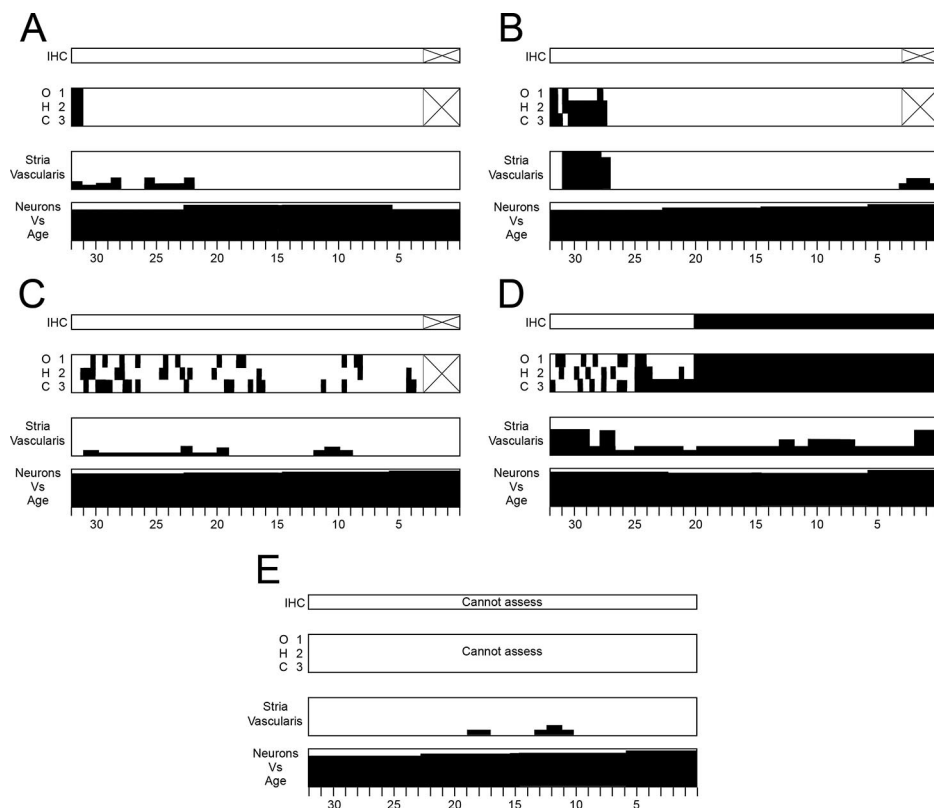 A
IHC
O 1
H 2
C 3
Stria
Vascularis
Neurons
Vs
Age
30 25 20 15 10 5
B
IHC
O 1
H 2
C 3
Stria
Vascularis
Neurons
Vs
Age
30 25 20 15 10 5
C
IHC
O 1
H 2
C 3
Stria
Vascularis
Neurons
Vs
Age
30 25 20 15 10 5
D
IHC
O 1
H 2
C 3
Stria
Vascularis
Neurons
Vs
Age
30 25 20 15 10 5
E
IHC Cannot assess
O 1
H 2 Cannot assess
C 3
Stria
Vascularis
Neurons
Vs
Age
30 25 20 15 10 5